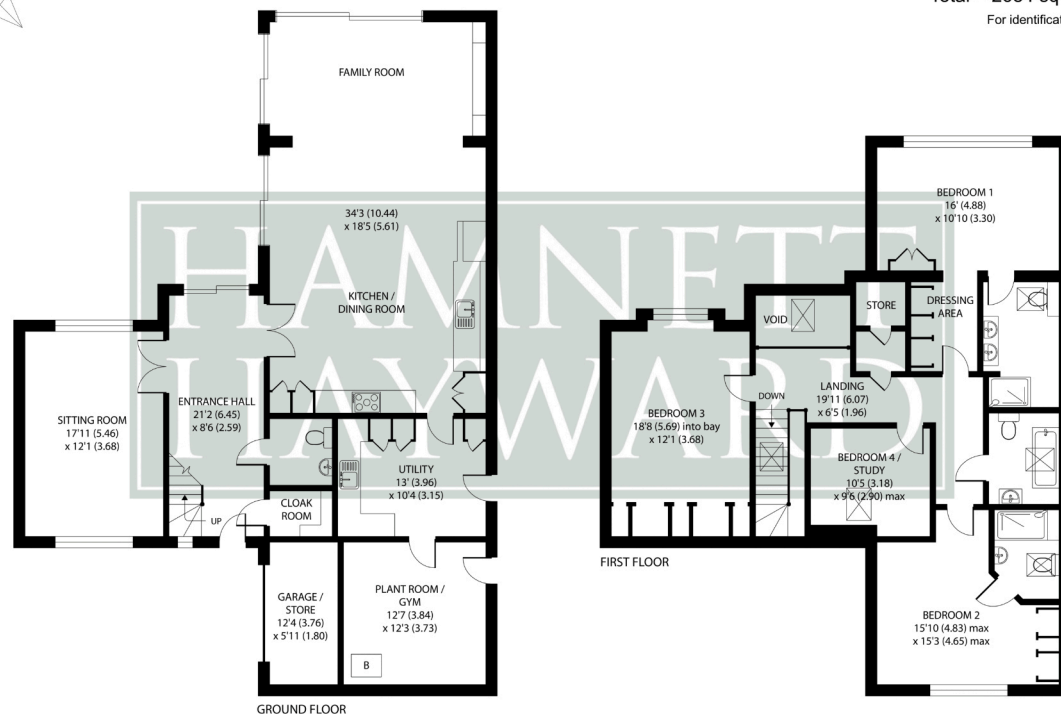 For identificat
FAMILY ROOM
34'3 (10.44)
x 18'5 (5.61)
KITCHEN /
DINING ROOM
SITTING ROOM
17'11 (5.46)
x 12'1 (3.68)
ENTRANCE HALL
21'2 (6.45)
x 8'6 (2.59)
UP
UTILITY
13' (3.96)
x 10'4 (3.15)
CLOAK
ROOM
GARAGE /
STORE
12'4 (3.76)
x 5'11 (1.80)
PLANT ROOM /
GYM
12'7 (3.84)
x 12'3 (3.73)
B
GROUND FLOOR
HAMNETT
HAYWARD
BEDROOM 1
16' (4.88)
x 10'10 (3.30)
STORE
DRESSING
AREA
VOID
LANDING
19'11 (6.07)
x 6'5 (1.96)
DOWN
BEDROOM 3
18'8 (5.69) into bay
x 12'1 (3.68)
BEDROOM 4 /
STUDY
10'5 (3.18)
x 9'6 (2.90) max
FIRST FLOOR
BEDROOM 2
15'10 (4.83) max
x 15'3 (4.65) max